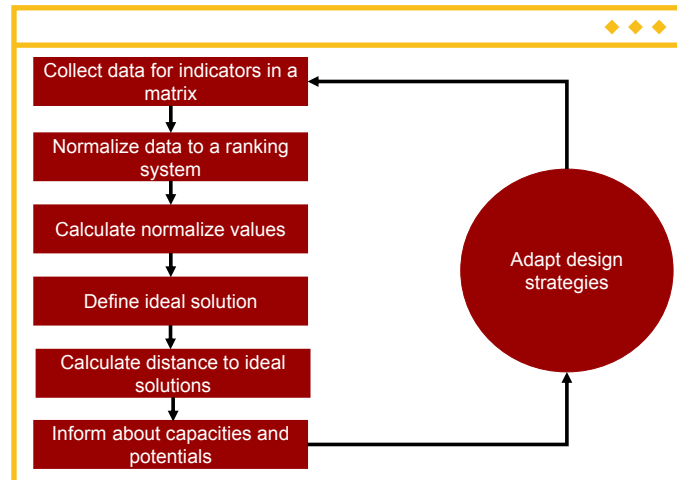 Collect data for indicators in a
matrix
Normalize data to a ranking
system
Calculate normalize values
Define ideal solution
Calculate distance to ideal
solutions
Inform about capacities and
potentials
Adapt design
strategies